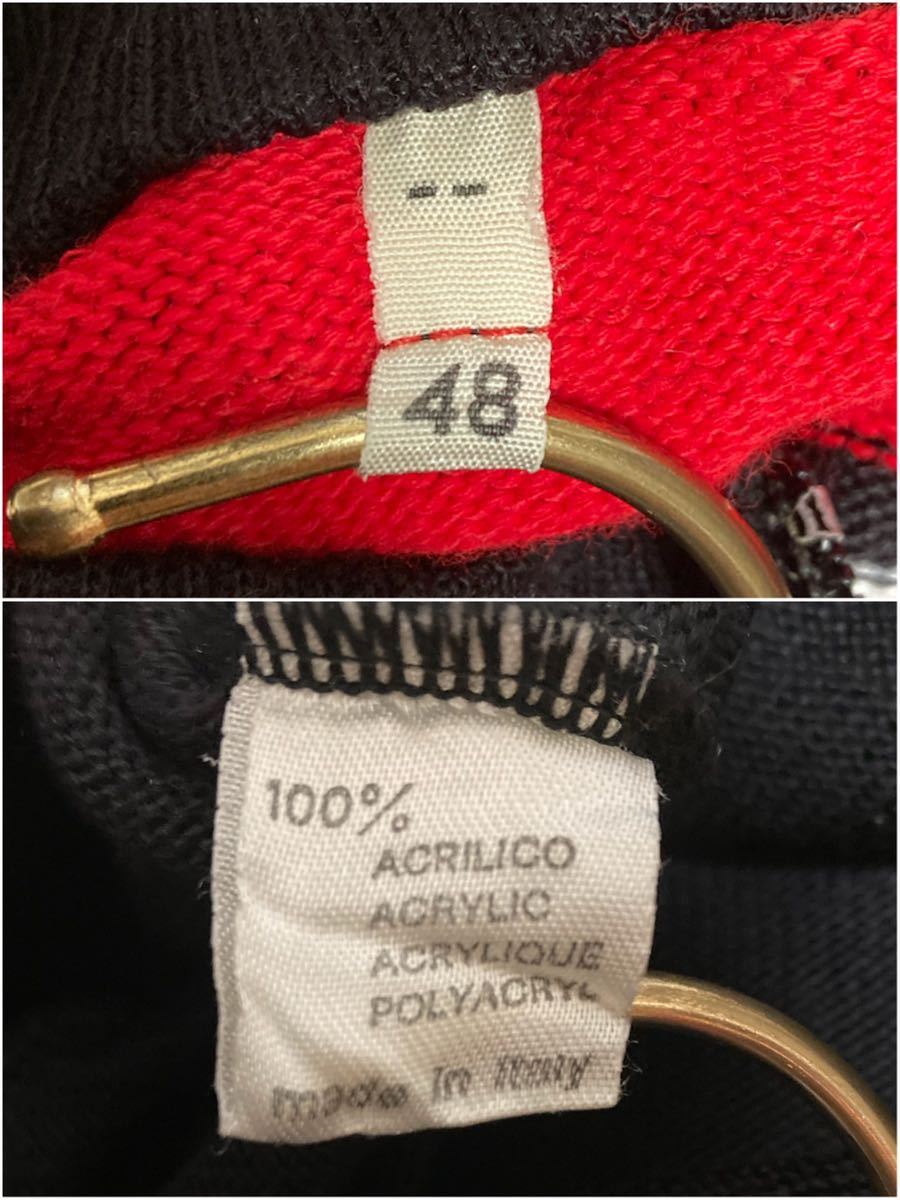 48
100%
ACRILICO
ACRYLIC
ACRYLIQUE
POLYACRYL
made in Italy